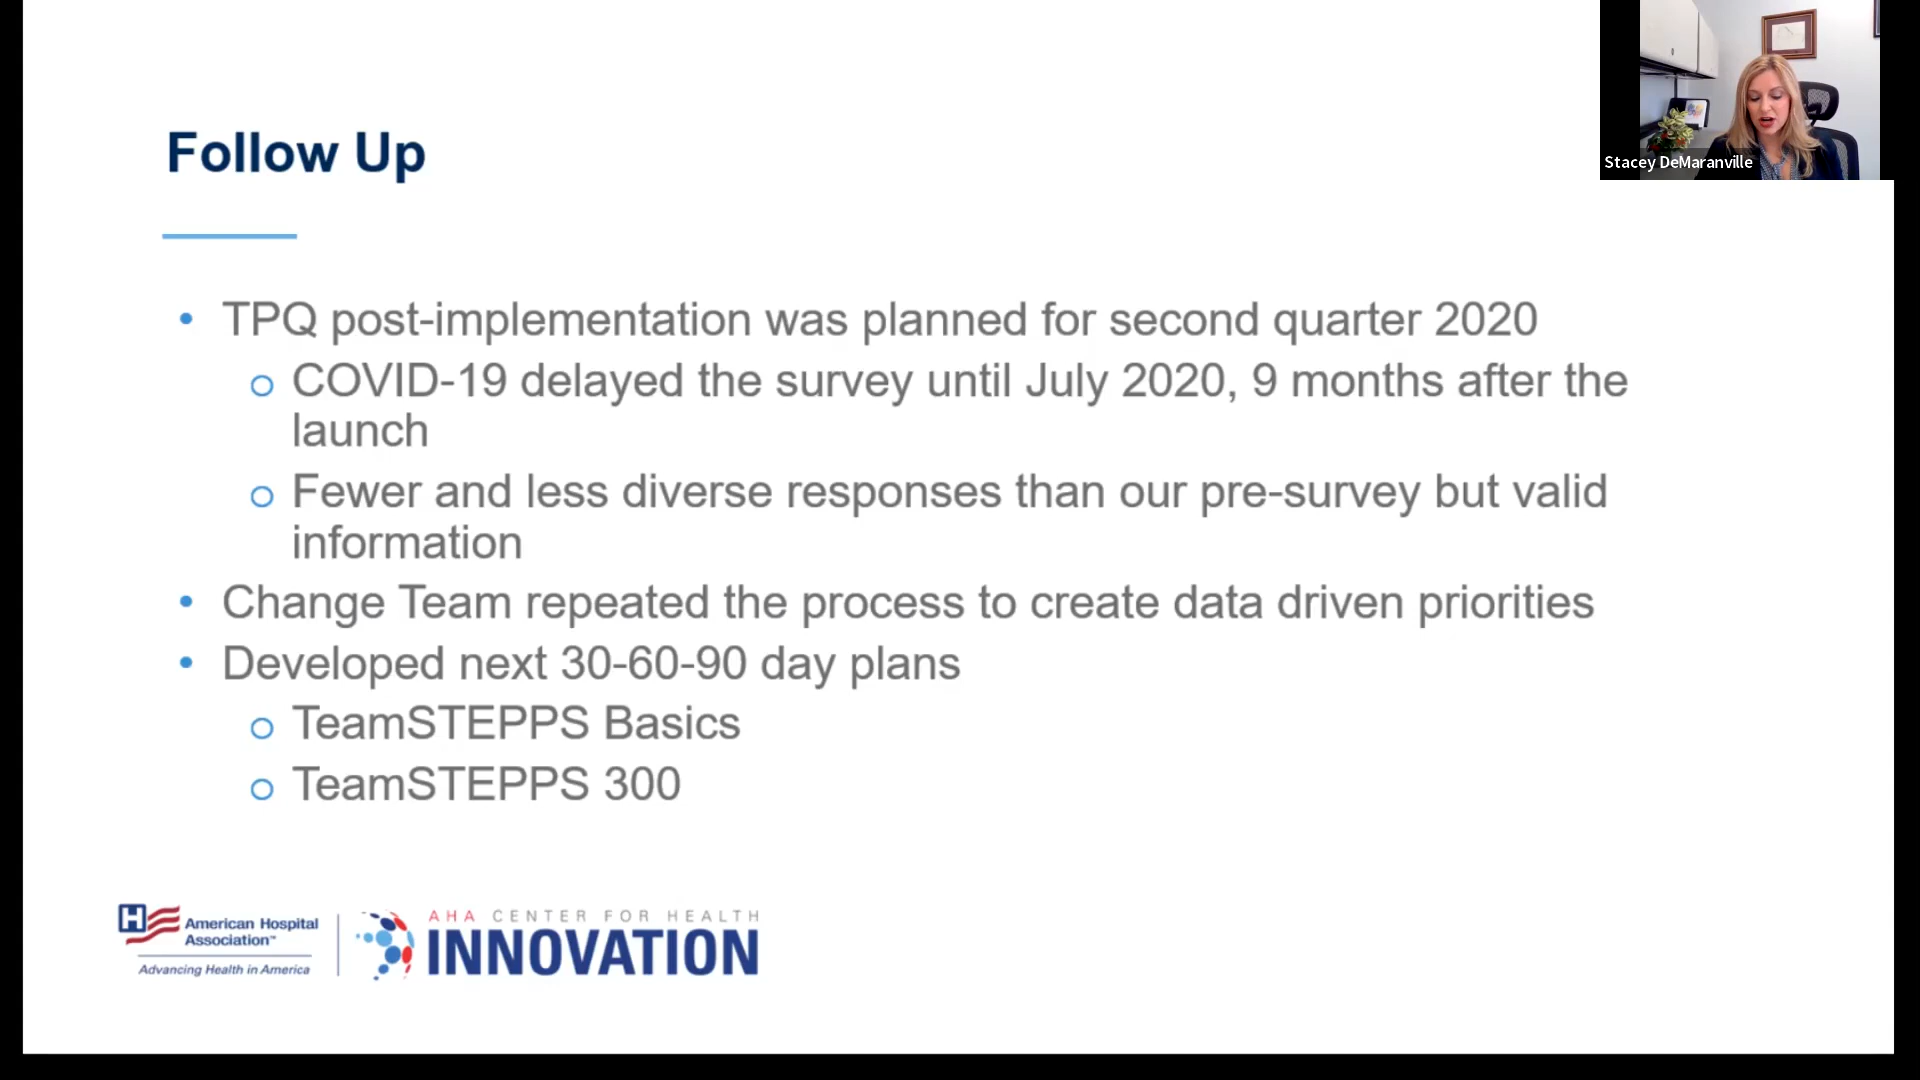 Follow Up
Stacey DeMaranville
• TPQ post-implementation was planned for second quarter 2020
o COVID-19 delayed the survey until July 2020, 9 months after the
launch
o Fewer and less diverse responses than our pre-survey but valid
information
• Change Team repeated the process to create data driven priorities
• Developed next 30-60-90 day plans
o TeamSTEPPS Basics
o TeamSTEPPS 300
H
American Hospital
Association™
Advancing Health in America
AHA CENTER FOR HEALTH
INNOVATION